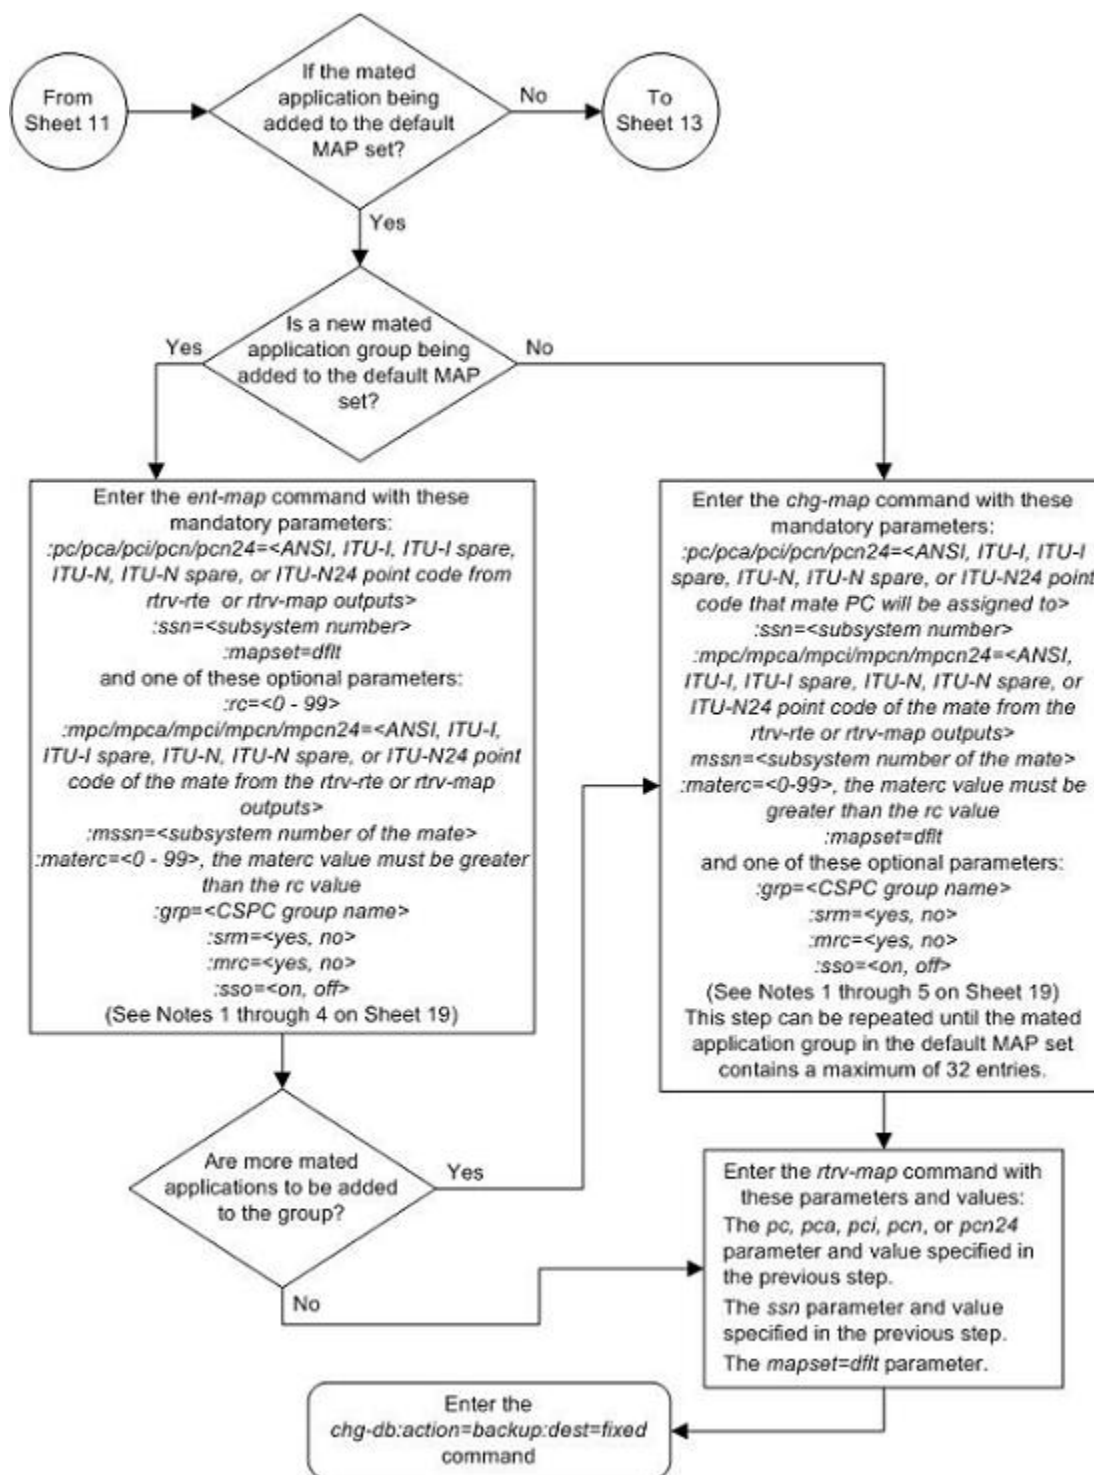 From
Sheet 11
If the mated
application being
added to the default
MAP set?
No
To
Sheet 13
Yes
Is a new mated
application group being
added to the default MAP
set?
Yes
No
Enter the ent-map command with these
mandatory parameters:
:pc/pca/pci/pcn/pcn24=<ANSI, ITU-I, ITU-I spare,
ITU-N, ITU-N spare, or ITU-N24 point code from
rtrv-rte or rtrv-map outputs>
:ssn=<subsystem number>
:mapset=dflt
and one of these optional parameters:
:rc=<0 - 99>
:mpc/mpca/mpci/mpcn/mpcn24=<ANSI, ITU-I,
ITU-I spare, ITU-N, ITU-N spare, or ITU-N24 point
code of the mate from the rtrv-rte or rtrv-map
outputs>
:mssn=<subsystem number of the mate>
:materc=<0 - 99>, the materc value must be greater
than the rc value
:grp=<CSPC group name>
:srm=<yes, no>
:mrc=<yes, no>
:sso=<on, off>
(See Notes 1 through 4 on Sheet 19)
Enter the chg-map command with these
mandatory parameters:
:pc/pca/pci/pcn/pcn24=<ANSI, ITU-I, ITU-I
spare, ITU-N, ITU-N spare, or ITU-N24 point
code that mate PC will be assigned to>
:ssn=<subsystem number>
:mpc/mpca/mpci/mpcn/mpcn24=<ANSI,
ITU-I, ITU-I spare, ITU-N, ITU-N spare, or
ITU-N24 point code of the mate from the
rtrv-rte or rtrv-map outputs>
mssn=<subsystem number of the mate>
:materc=<0-99>, the materc value must be
greater than the rc value
:mapset=dflt
and one of these optional parameters:
:grp=<CSPC group name>
:srm=<yes, no>
:mrc=<yes, no>
:sso=<on, off>
(See Notes 1 through 5 on Sheet 19)
This step can be repeated until the mated
application group in the default MAP set
contains a maximum of 32 entries.
Are more mated
applications to be added
to the group?
Yes
No
Enter the rtrv-map command with
these parameters and values:
The pc, pca, pci, pcn, or pcn24
parameter and value specified in
the previous step.
The ssn parameter and value
specified in the previous step.
The mapset=dflt parameter.
Enter the
chg-db:action=backup:dest=fixed
command